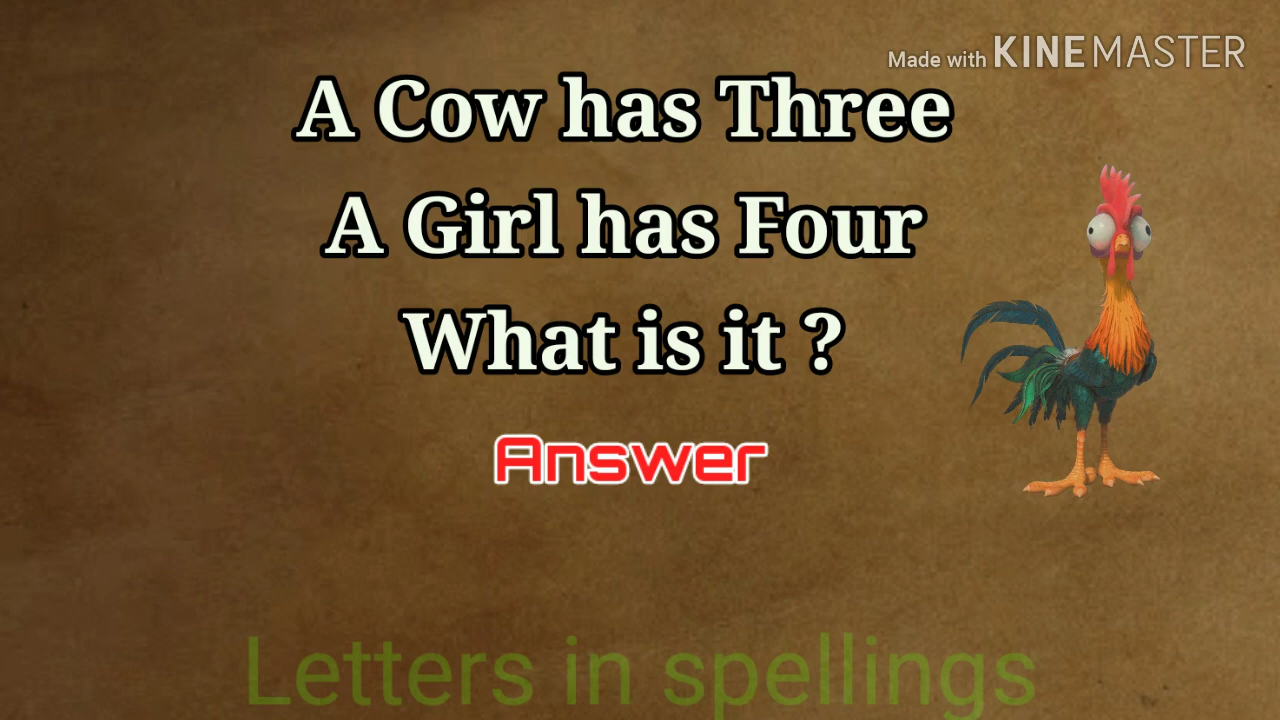 Made with KINEMASTER
A Cow has Three
A Girl has Four
What is it ?
Answer
Letters in spellings